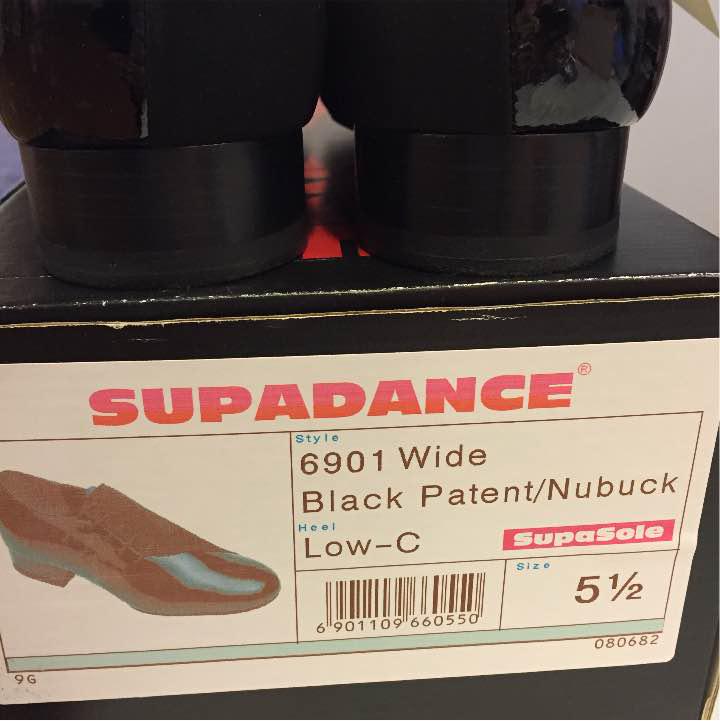 SUPADANCE®
Style
6901 Wide
Black Patent/Nubuck
Heel
Low-C
SupaSole
Size
5½
6 901109 660550
080682
9G